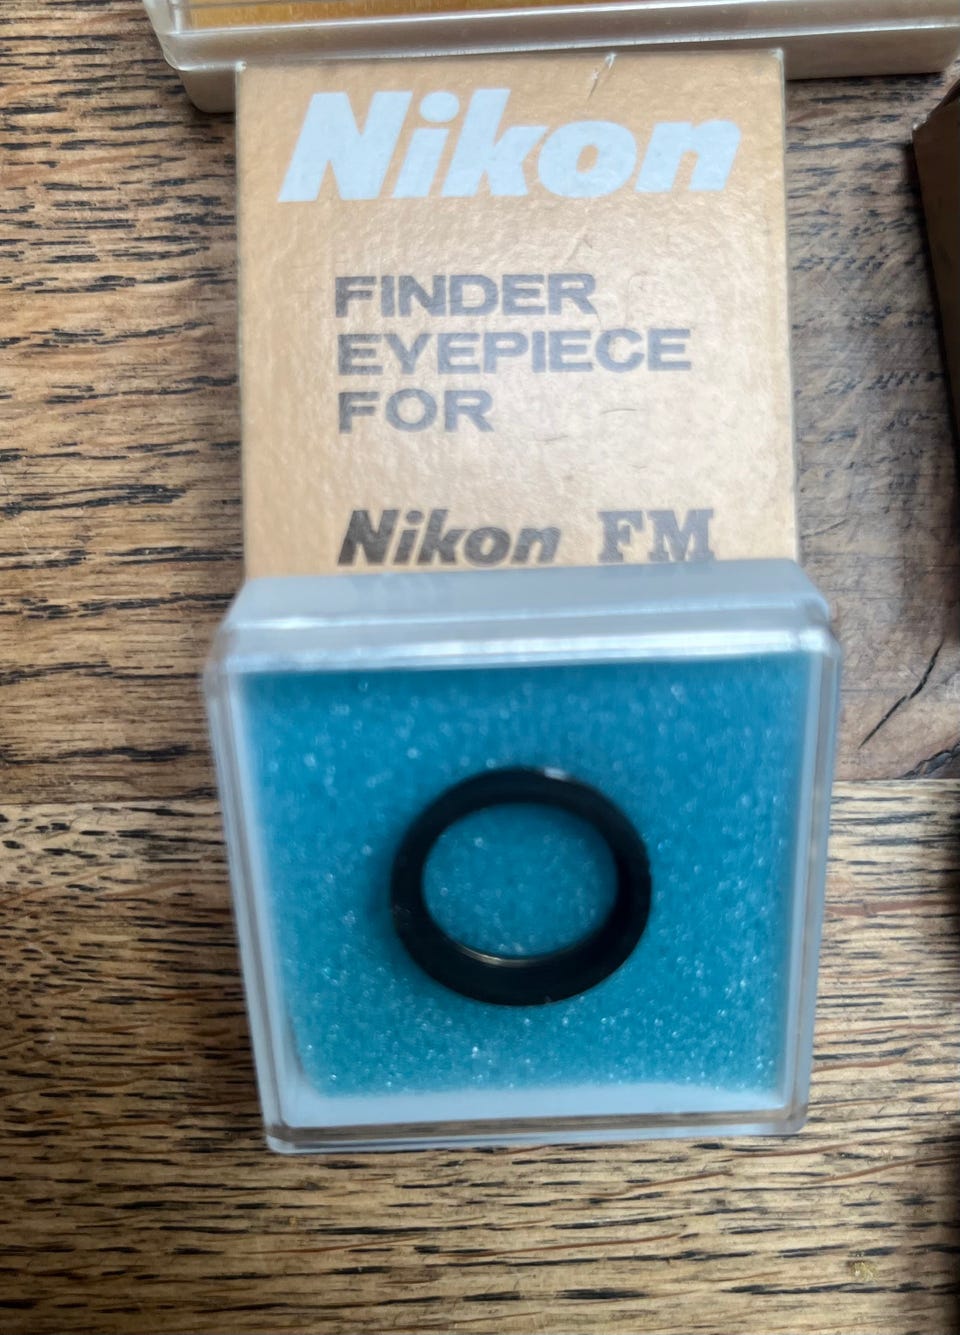 Nikon
FINDER
EYEPIECE
FOR
Nikon FM